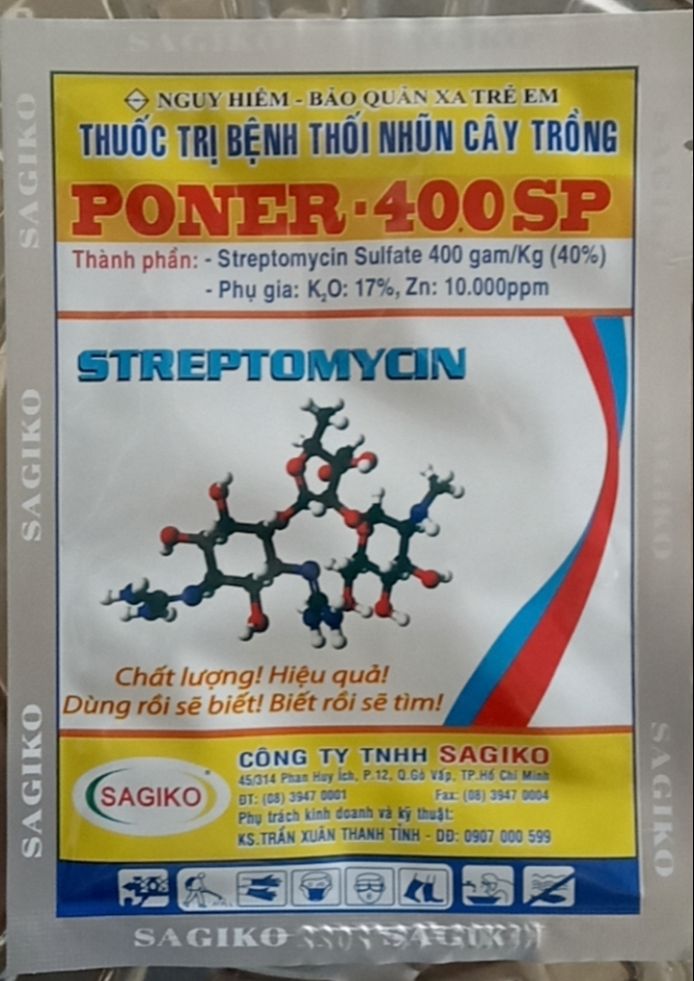 SAGIKO
SAGIKO
SAGIKO
SAGIKO
NGUY HIỂM - BẢO QUẢN XA TRẺ EM
THUỐC TRỊ BỆNH THỐI NHŨN CÂY TRỒNG
PONER-400SP
Thành phần: - Streptomycin Sulfate 400 gam/Kg (40%)
- Phụ gia: K₂O: 17%, Zn: 10.000ppm
STREPTOMYCIN
Chất lượng! Hiệu quả!
Dùng rồi sẽ biết! Biết rồi sẽ tìm!
SAGIKO
CÔNG TY TNHH SAGIKO
45/314 Phan Huy Ích, P.12, Q.Gò Vấp, TP.Hồ Chí Minh
ĐT: (08) 3947 0001 Fax: (08) 3947 0004
Phụ trách kinh doanh và kỹ thuật:
KS.TRẦN XUÂN THANH TÌNH - DĐ: 0907 000 599
SAGIKO
SAGIKO
SAGIKO SAGIKO